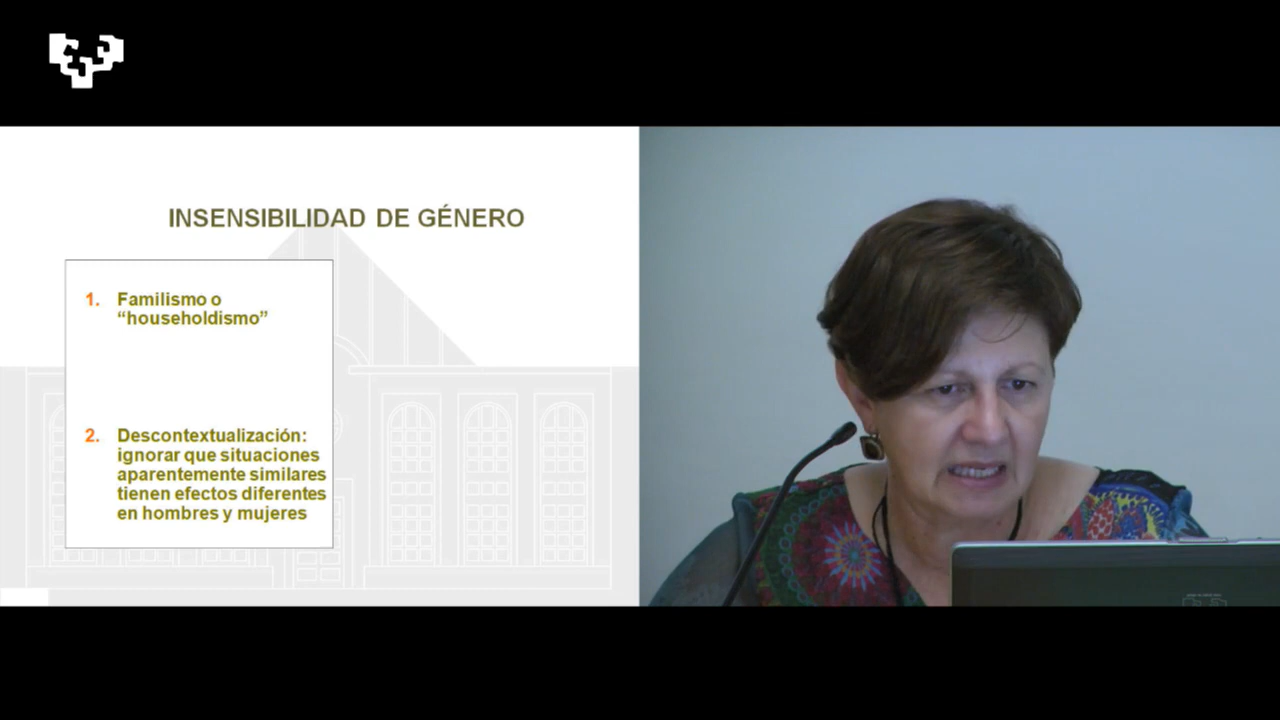 INSENSIBILIDAD DE GÉNERO
1. Familismo o
“householdismo”
2. Descontextualización:
ignorar que situaciones
aparentemente similares
tienen efectos diferentes
en hombres y mujeres